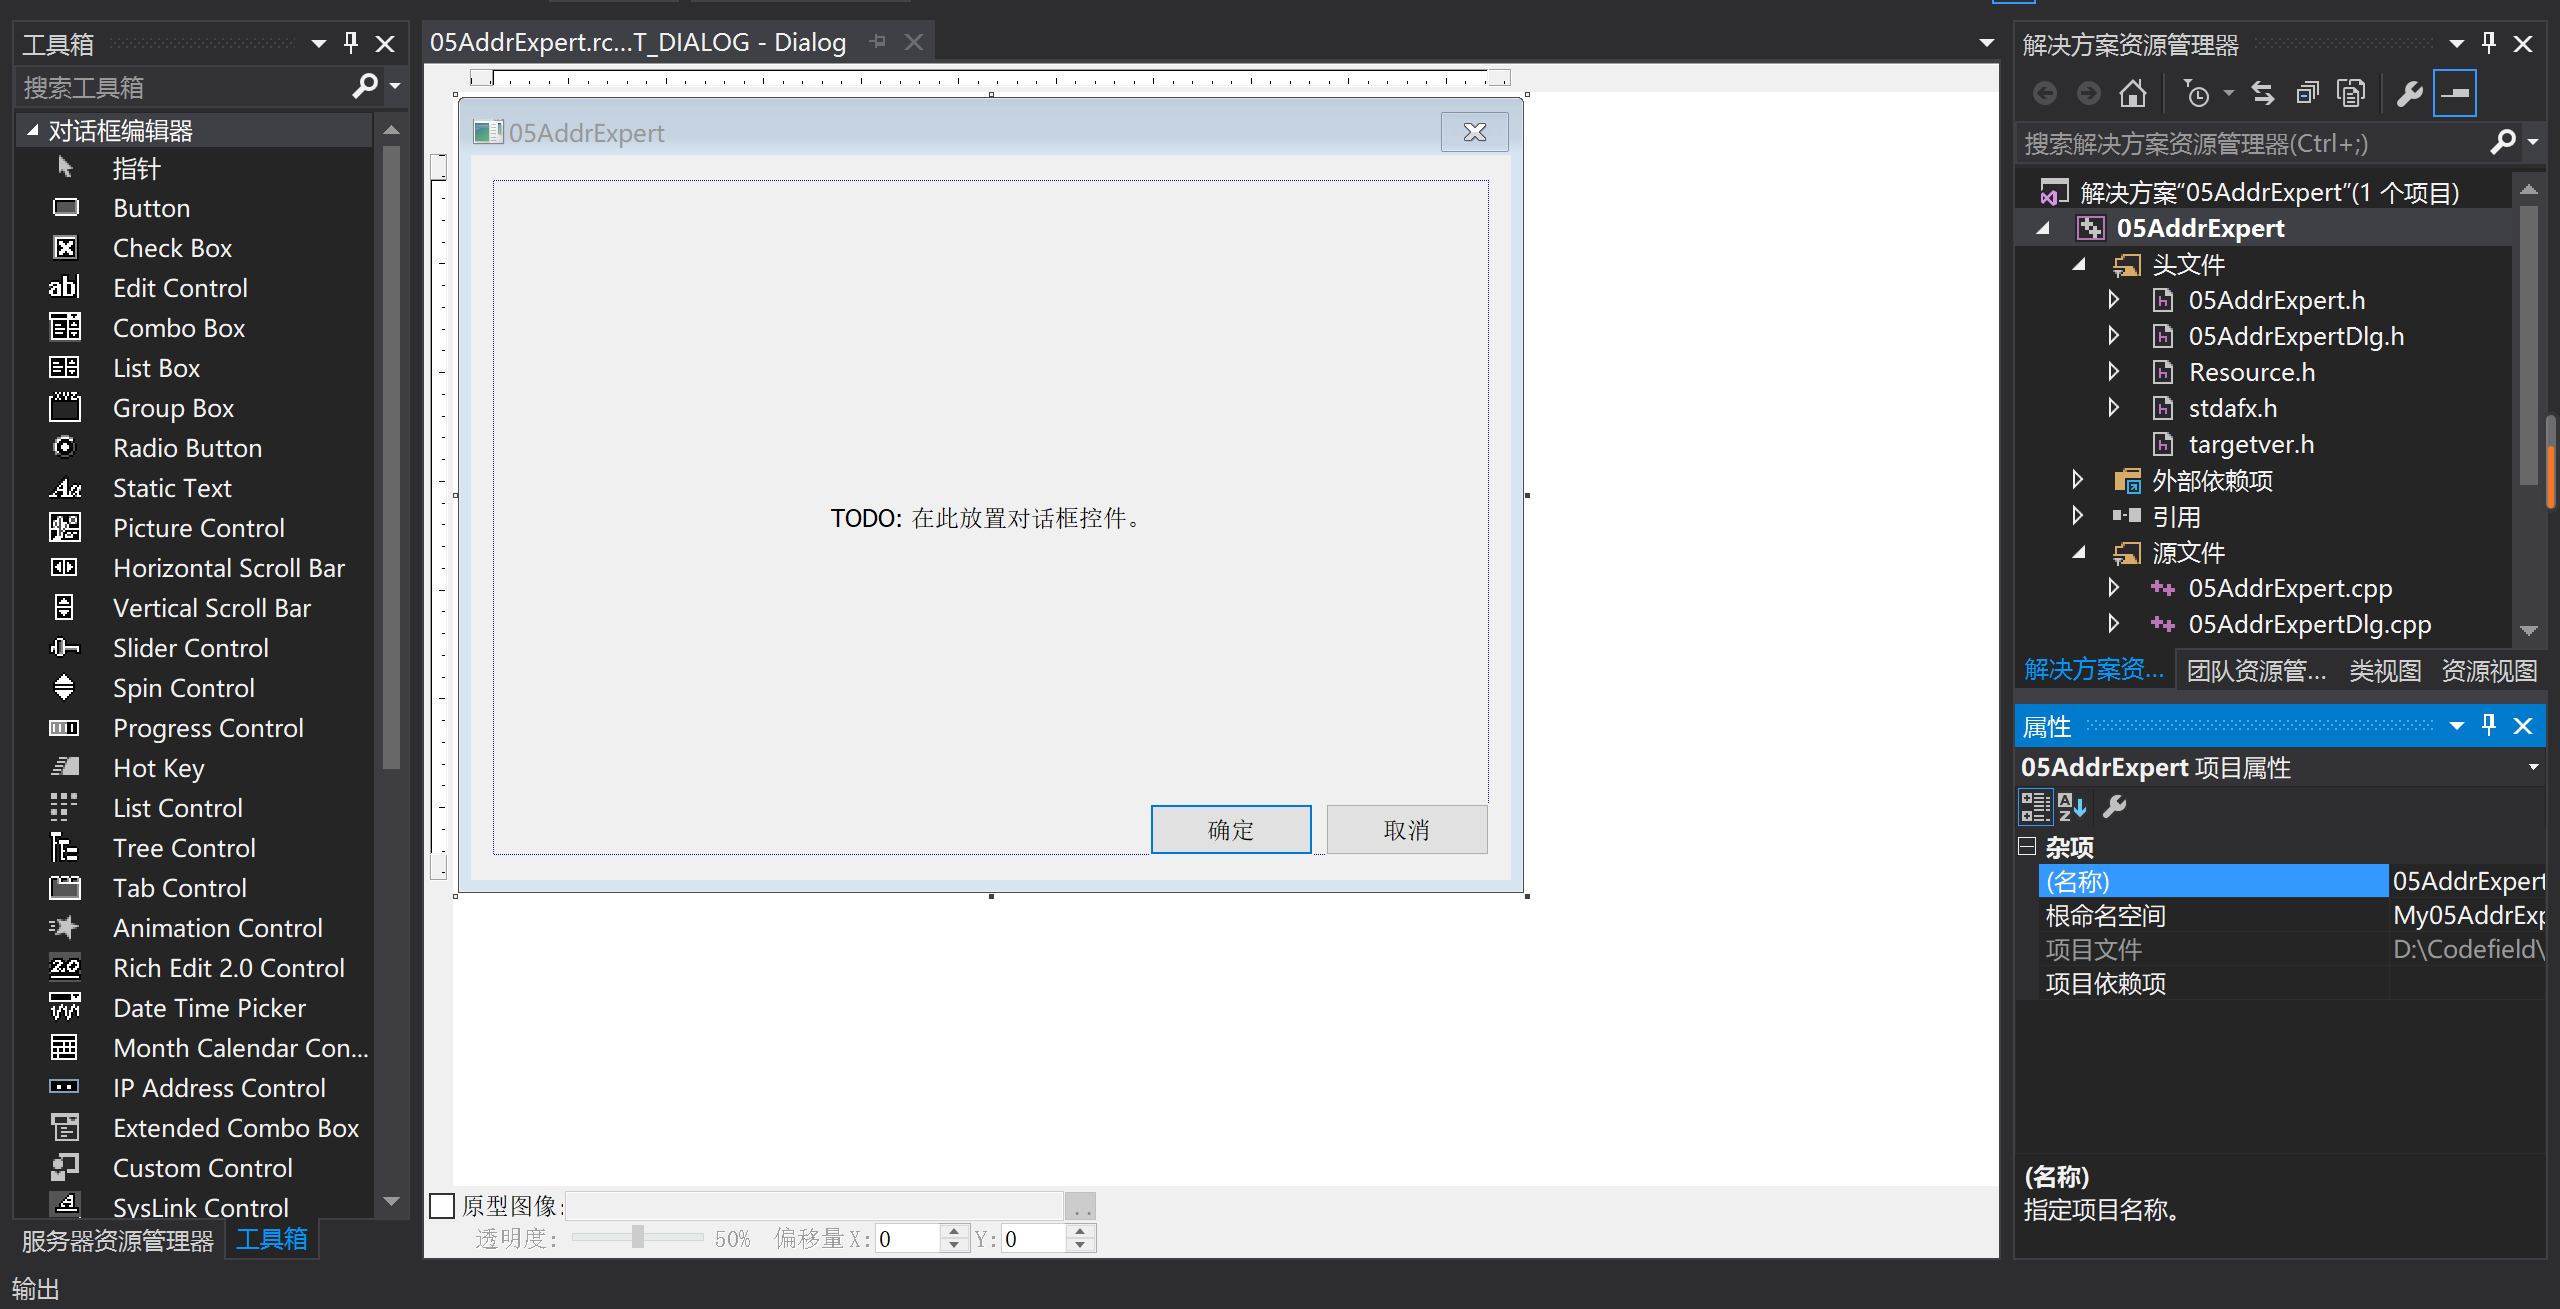 工具箱
搜索工具箱
对话框编辑器
指针
Button
Check Box
Edit Control
Combo Box
List Box
Group Box
Radio Button
Static Text
Picture Control
Horizontal Scroll Bar
Vertical Scroll Bar
Slider Control
Spin Control
Progress Control
Hot Key
List Control
Tree Control
Tab Control
Animation Control
Rich Edit 2.0 Control
Date Time Picker
Month Calendar Con...
IP Address Control
Extended Combo Box
Custom Control
SysLink Control
服务器资源管理器 工具箱
输出
05AddrExpert.rc...T_DIALOG - Dialog
05AddrExpert
TODO: 在此放置对话框控件。
确定 取消
原型图像: ..
透明度: 50% 偏移量 X: 0 Y: 0
解决方案资源管理器
搜索解决方案资源管理器(Ctrl+;)
解决方案“05AddrExpert”(1 个项目)
05AddrExpert
头文件
05AddrExpert.h
05AddrExpertDlg.h
Resource.h
stdafx.h
targetver.h
外部依赖项
引用
源文件
05AddrExpert.cpp
05AddrExpertDlg.cpp
解决方案资... 团队资源管... 类视图 资源视图
属性
05AddrExpert 项目属性
杂项
(名称) 05AddrExpert
根命名空间 My05AddrExp
项目文件 D:\Codefield\
项目依赖项
(名称)
指定项目名称。